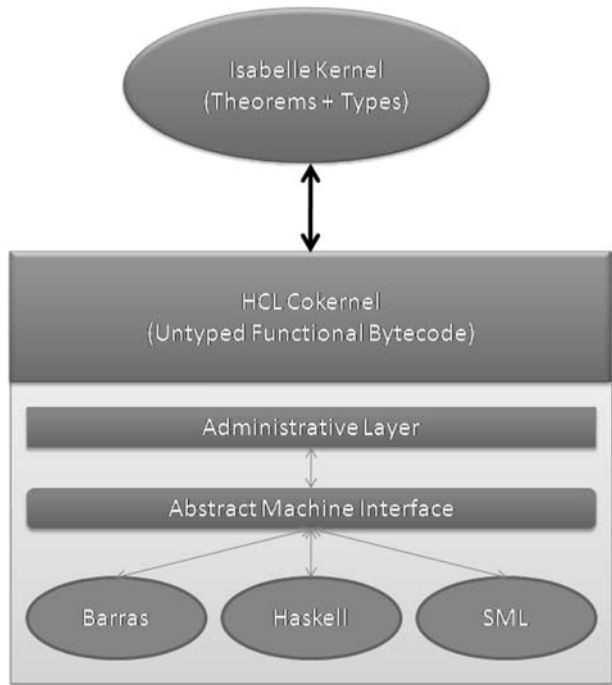 Isabelle Kernel
(Theorems + Types)
HCL Cokernel
(Untyped Functional Bytecode)
Administrative Layer
Abstract Machine Interface
Barras
Haskell
SML